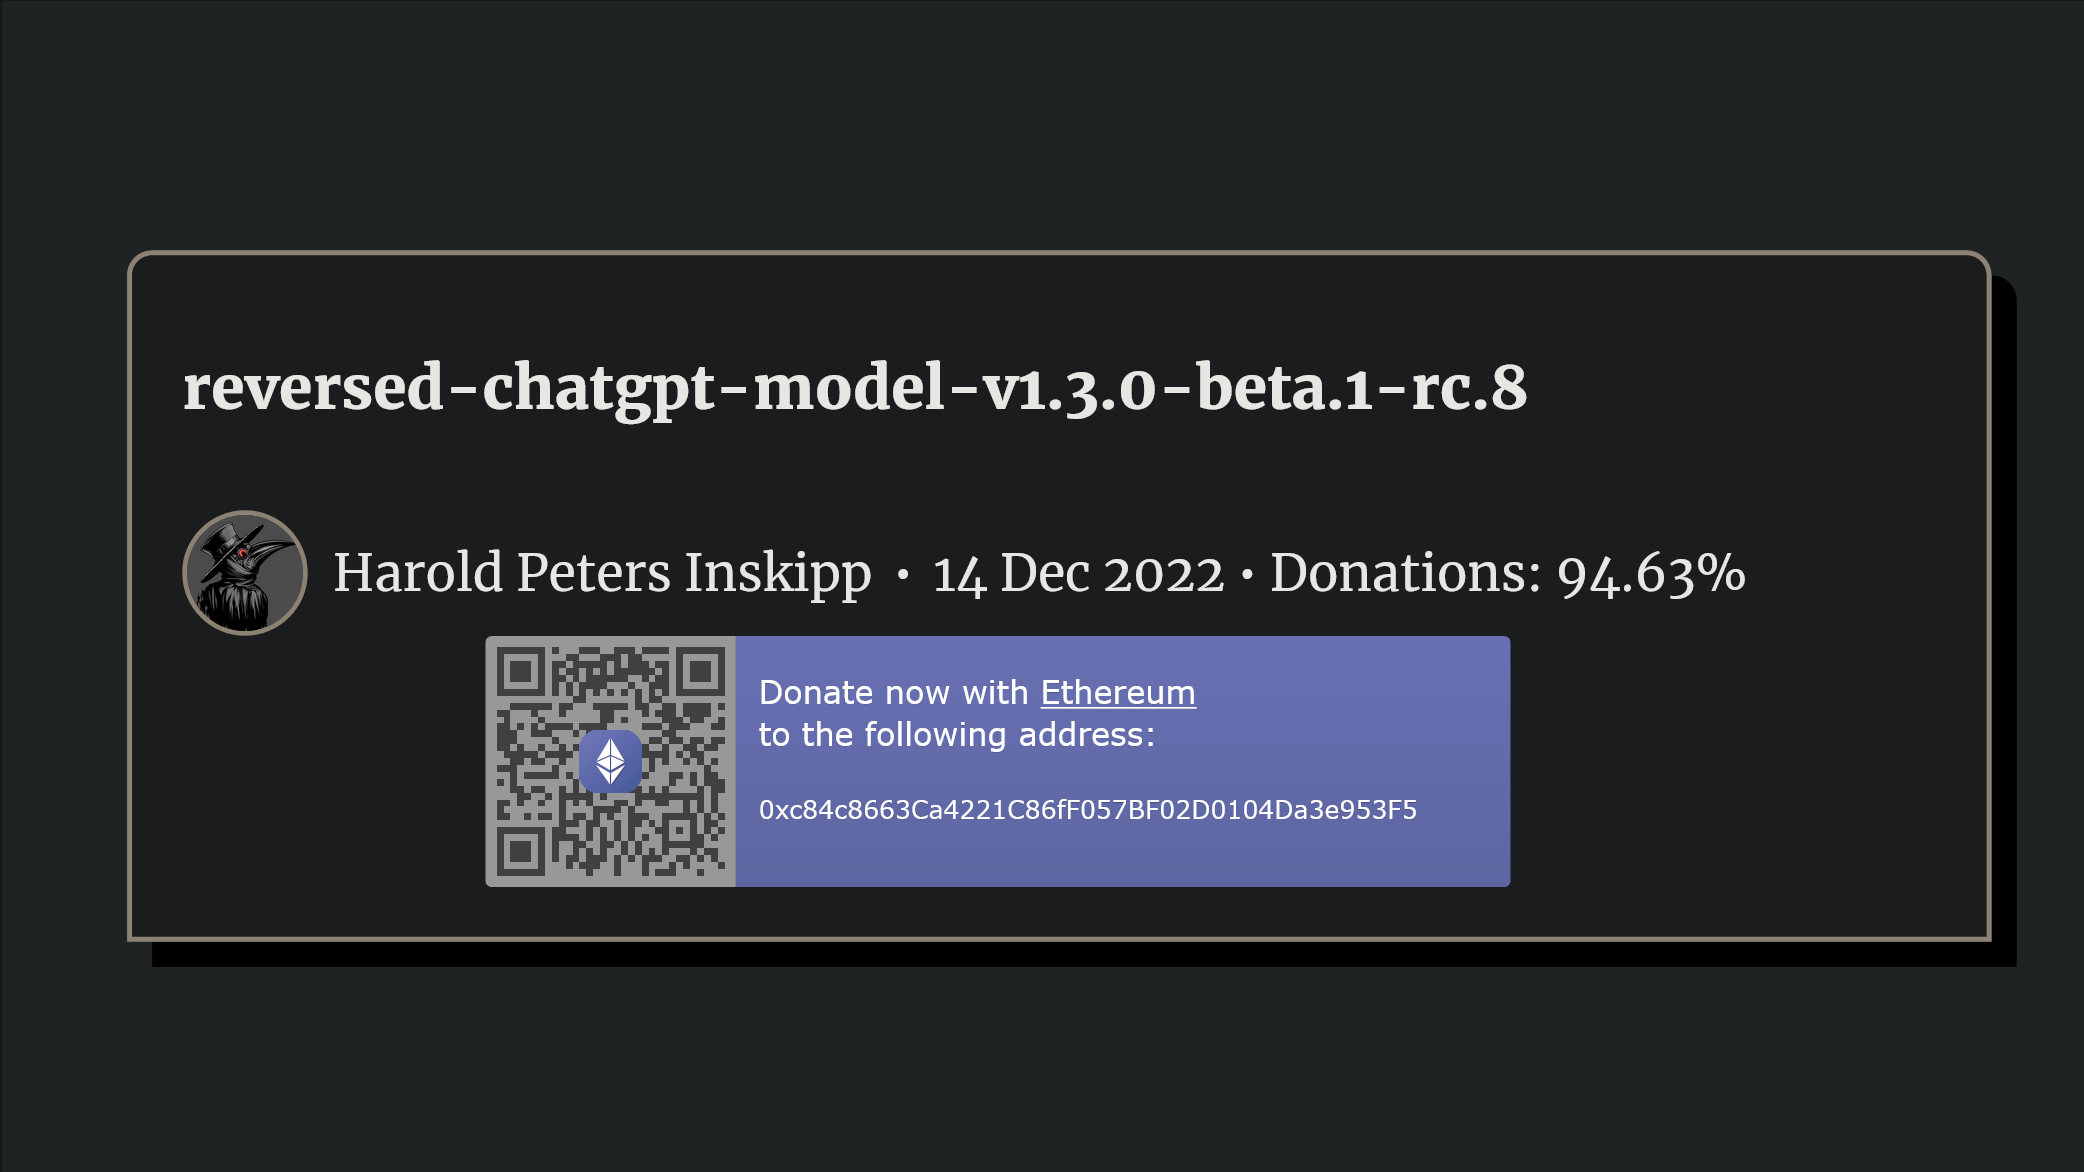 reversed-chatgpt-model-v1.3.0-beta.1-rc.8
Harold Peters Inskipp • 14 Dec 2022 • Donations: 94.63%
Donate now with Ethereum
to the following address:
0xc84c8663Ca4221C86fF057BF02D0104Da3e953F5